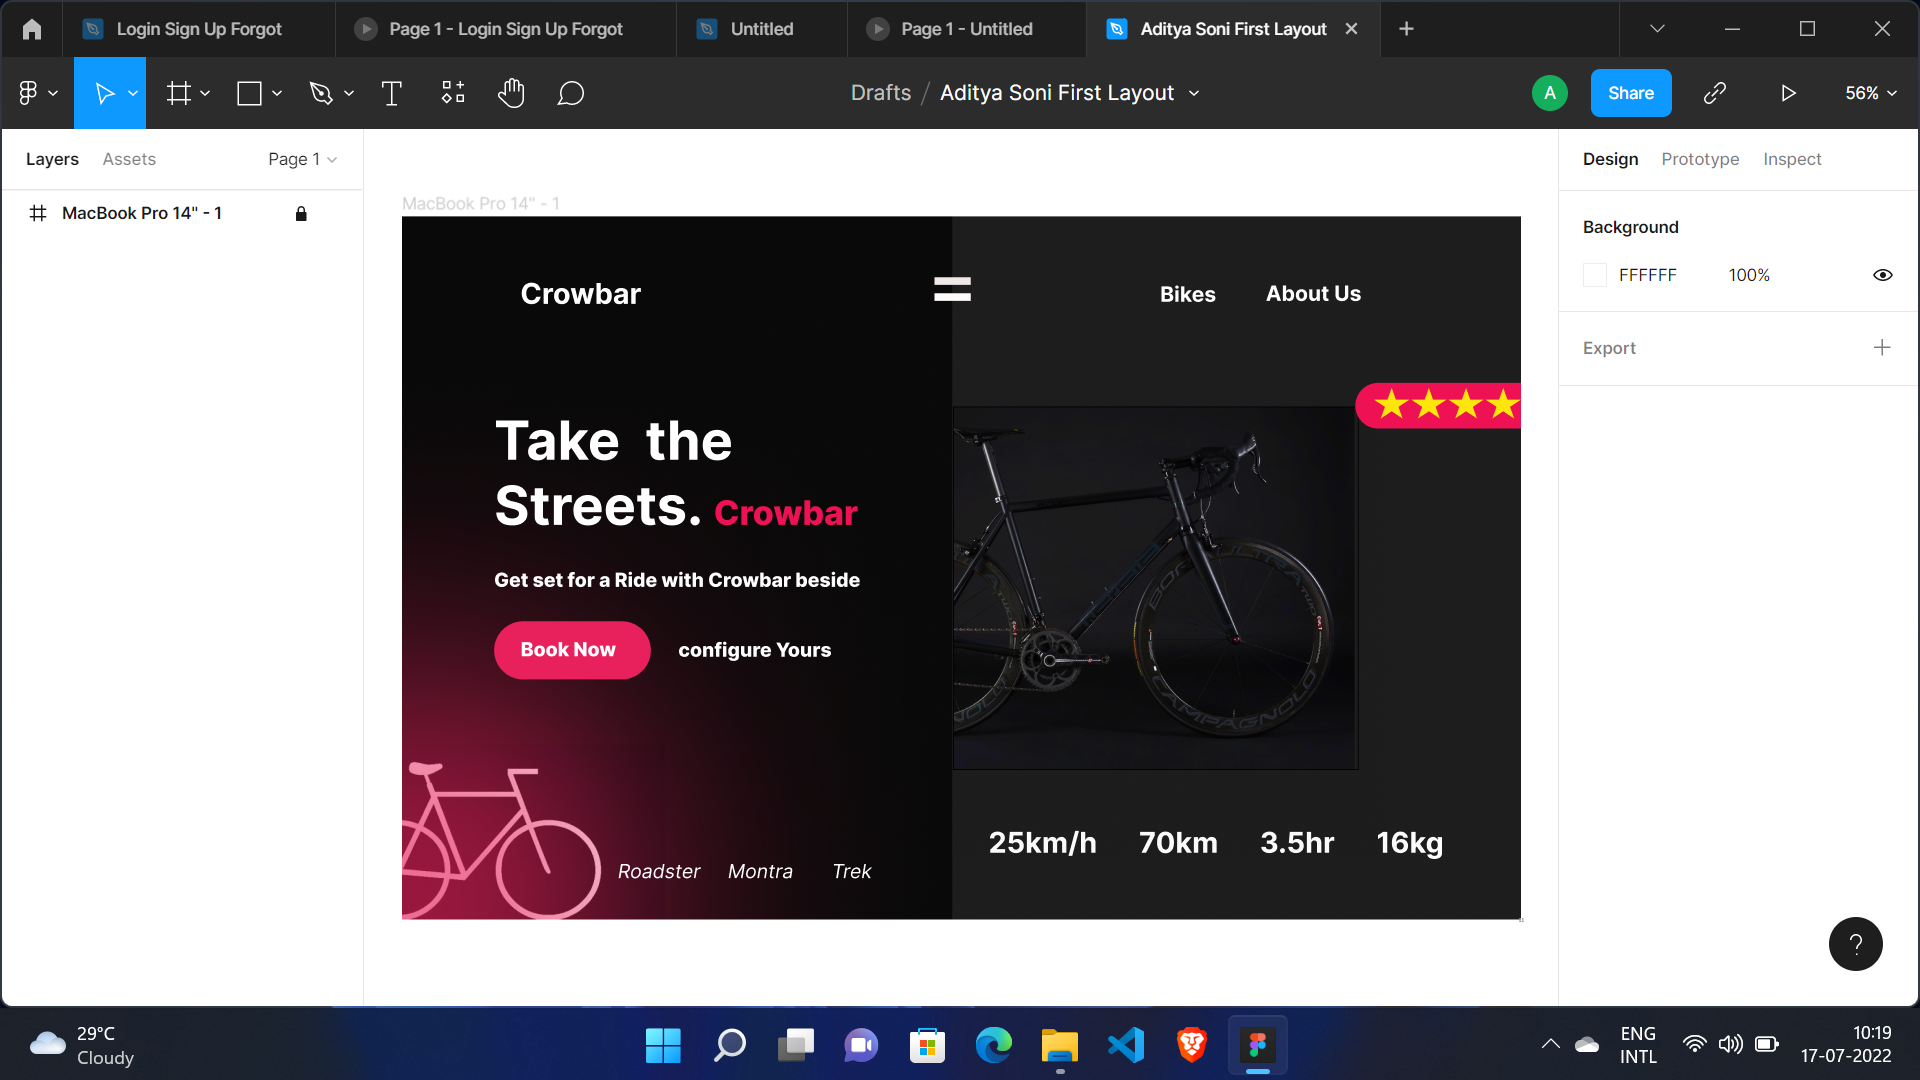 Login Sign Up Forgot
Page 1 - Login Sign Up Forgot
Untitled
Page 1 - Untitled
Aditya Soni First Layout
Drafts / Aditya Soni First Layout
A
Share
56%
Layers
Assets
Page 1
MacBook Pro 14" - 1
MacBook Pro 14" - 1
Crowbar
Bikes
About Us
Take the
Streets. Crowbar
Get set for a Ride with Crowbar beside
Book Now
configure Yours
Roadster
Montra
Trek
CAMPAGNOLO
25km/h
70km
3.5hr
16kg
Design
Prototype
Inspect
Background
FFFFFF
100%
Export
?
29°C
Cloudy
ENG
INTL
10:19
17-07-2022